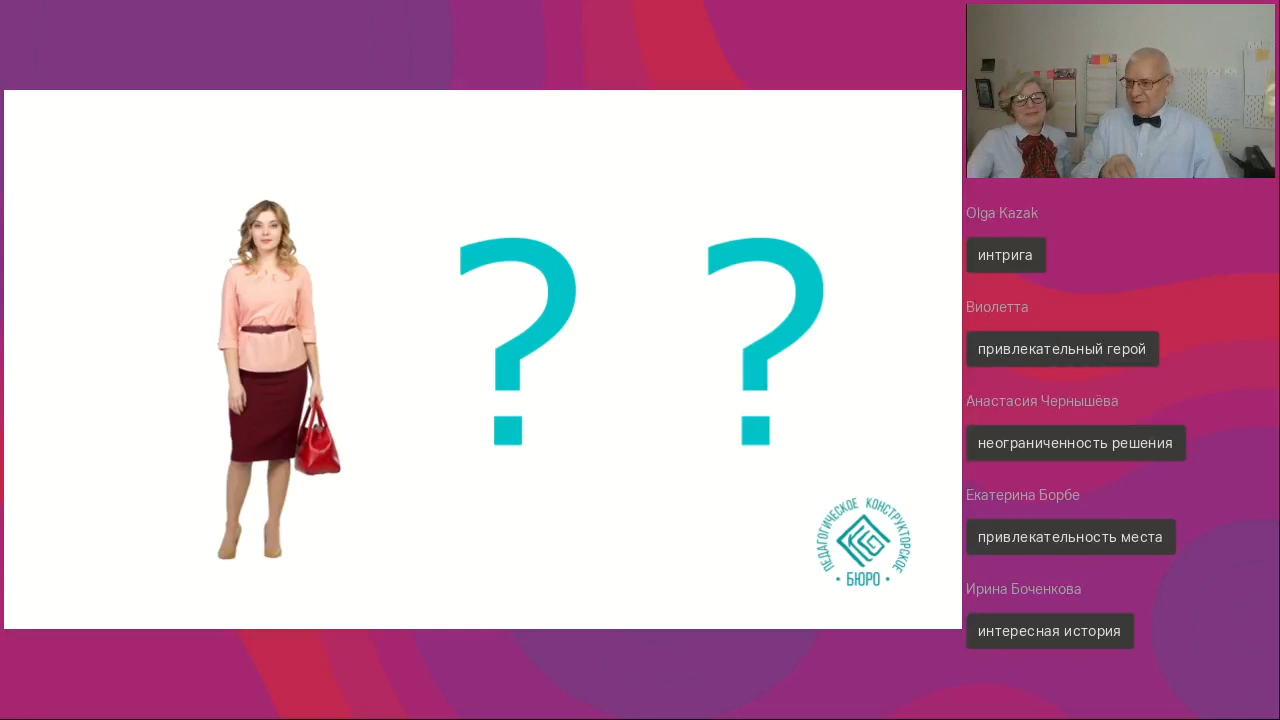 ? ?
ПЕДАГОГИЧЕСКОЕ КОНСТРУКТОРСКОЕ
• БЮРО •
Olga Kazak
интрига
Виолетта
привлекательный герой
Анастасия Чернышёва
неограниченность решения
Екатерина Борбе
привлекательность места
Ирина Боченкова
интересная история